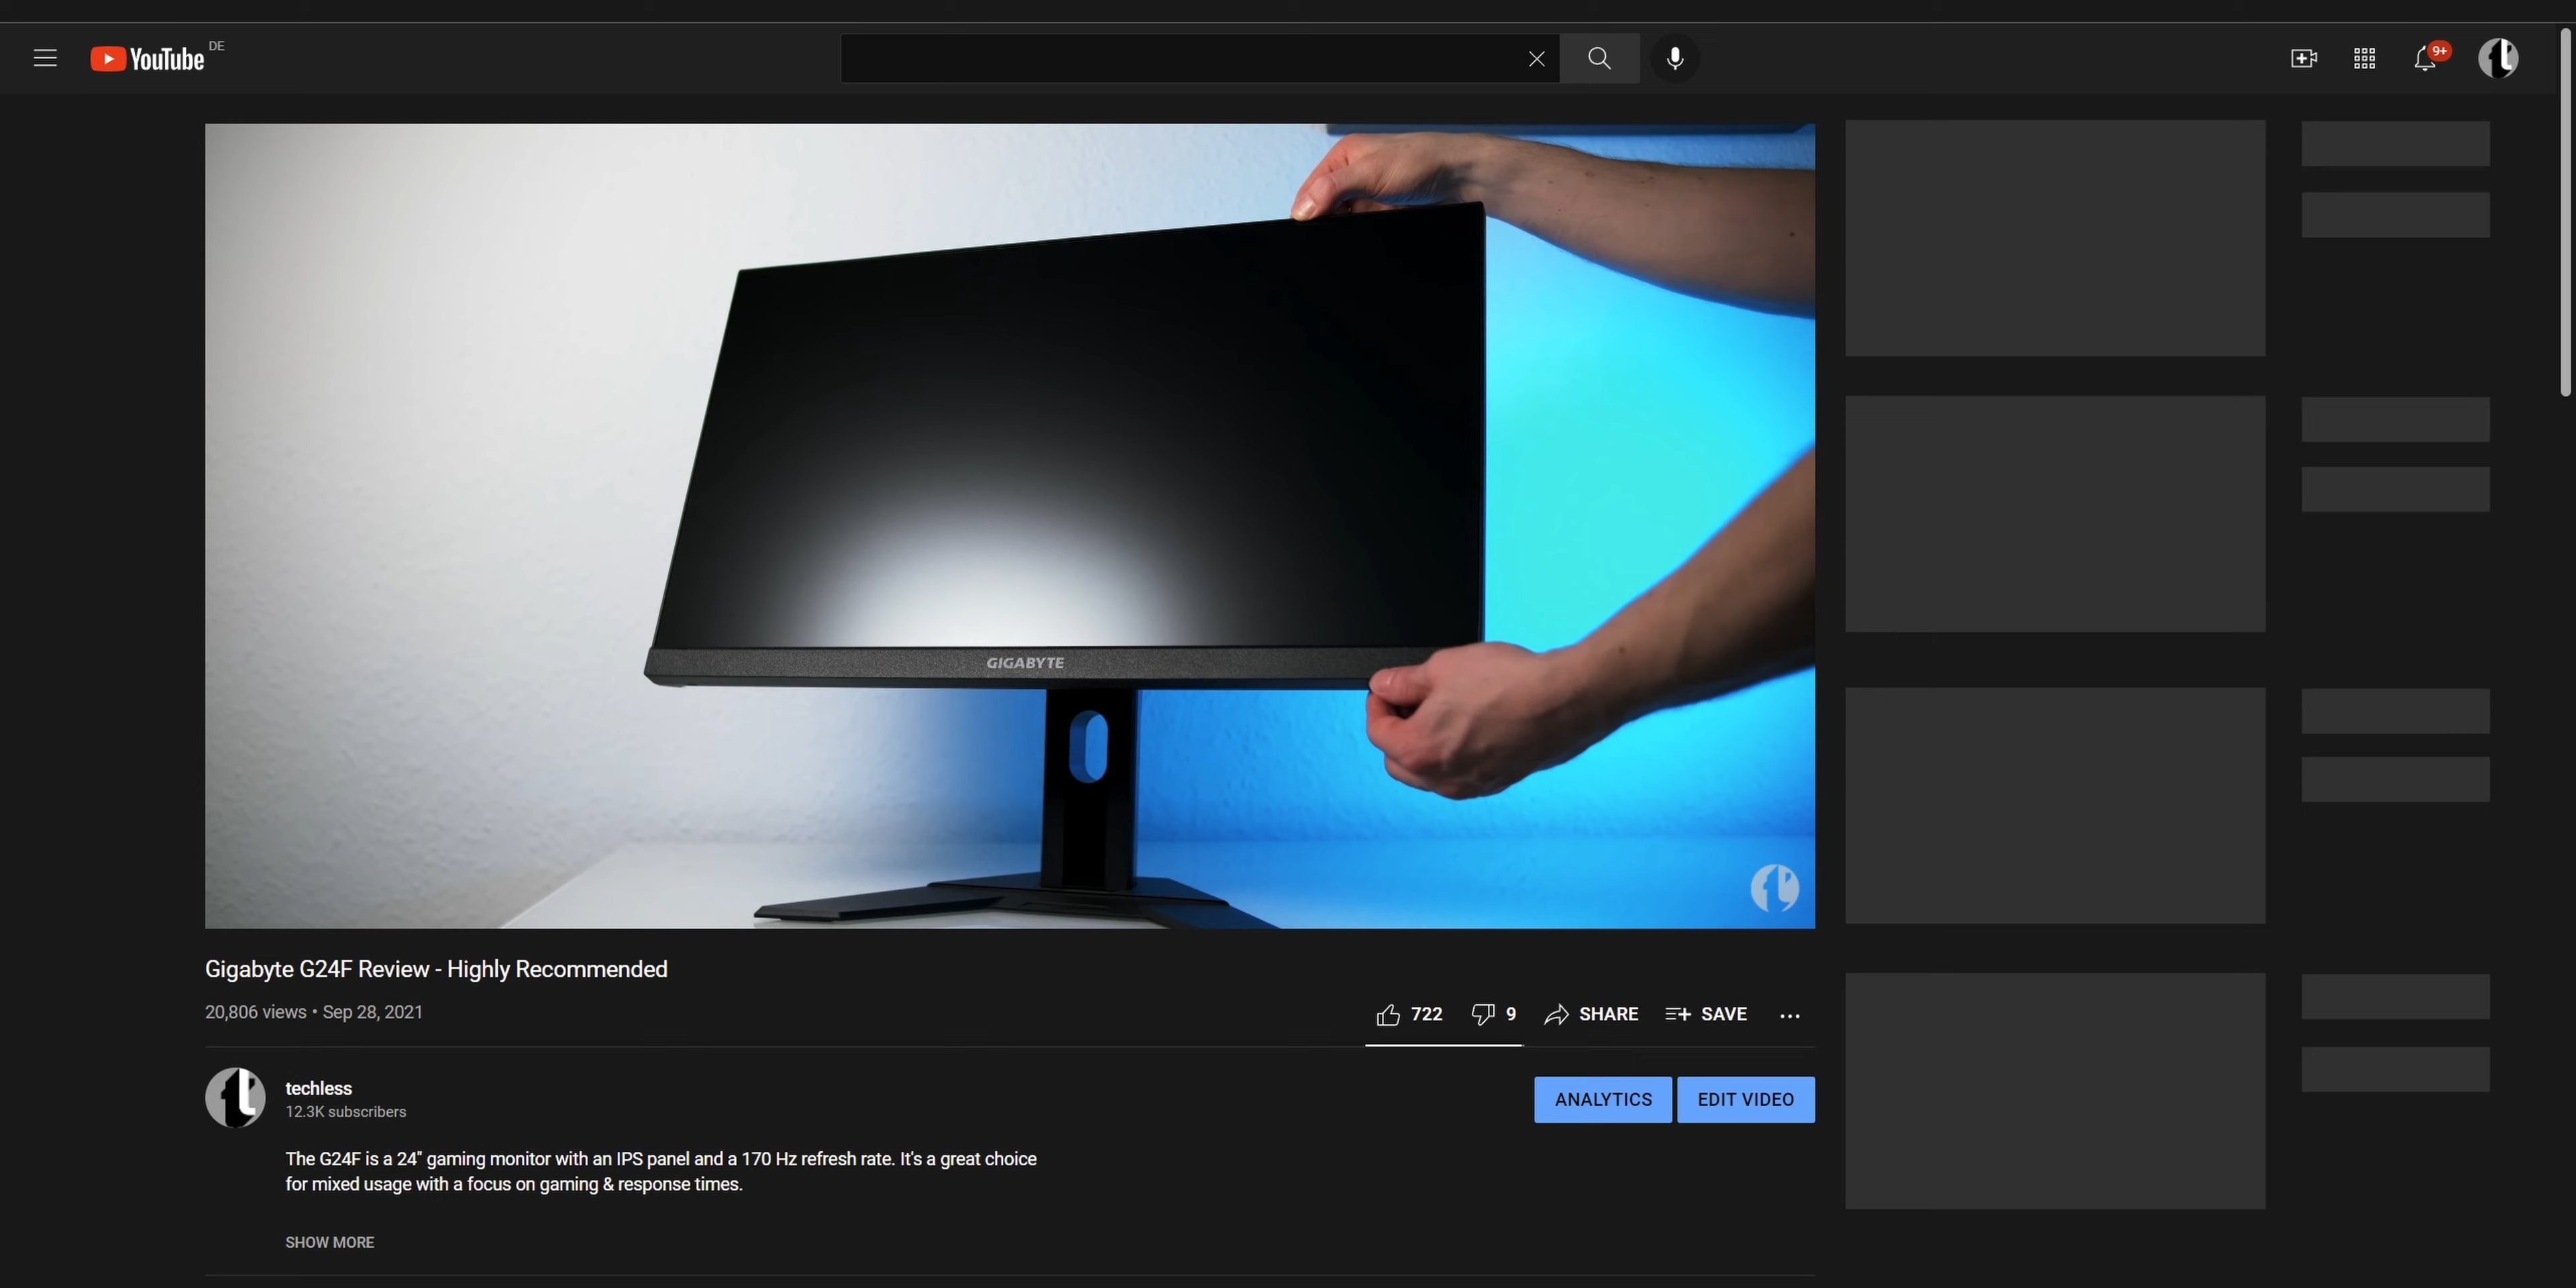 YouTube DE
9+
GIGABYTE
Gigabyte G24F Review - Highly Recommended
20,806 views • Sep 28, 2021
722
9
SHARE
SAVE
techless
12.3K subscribers
ANALYTICS
EDIT VIDEO
The G24F is a 24" gaming monitor with an IPS panel and a 170 Hz refresh rate. It's a great choice
for mixed usage with a focus on gaming & response times.
SHOW MORE